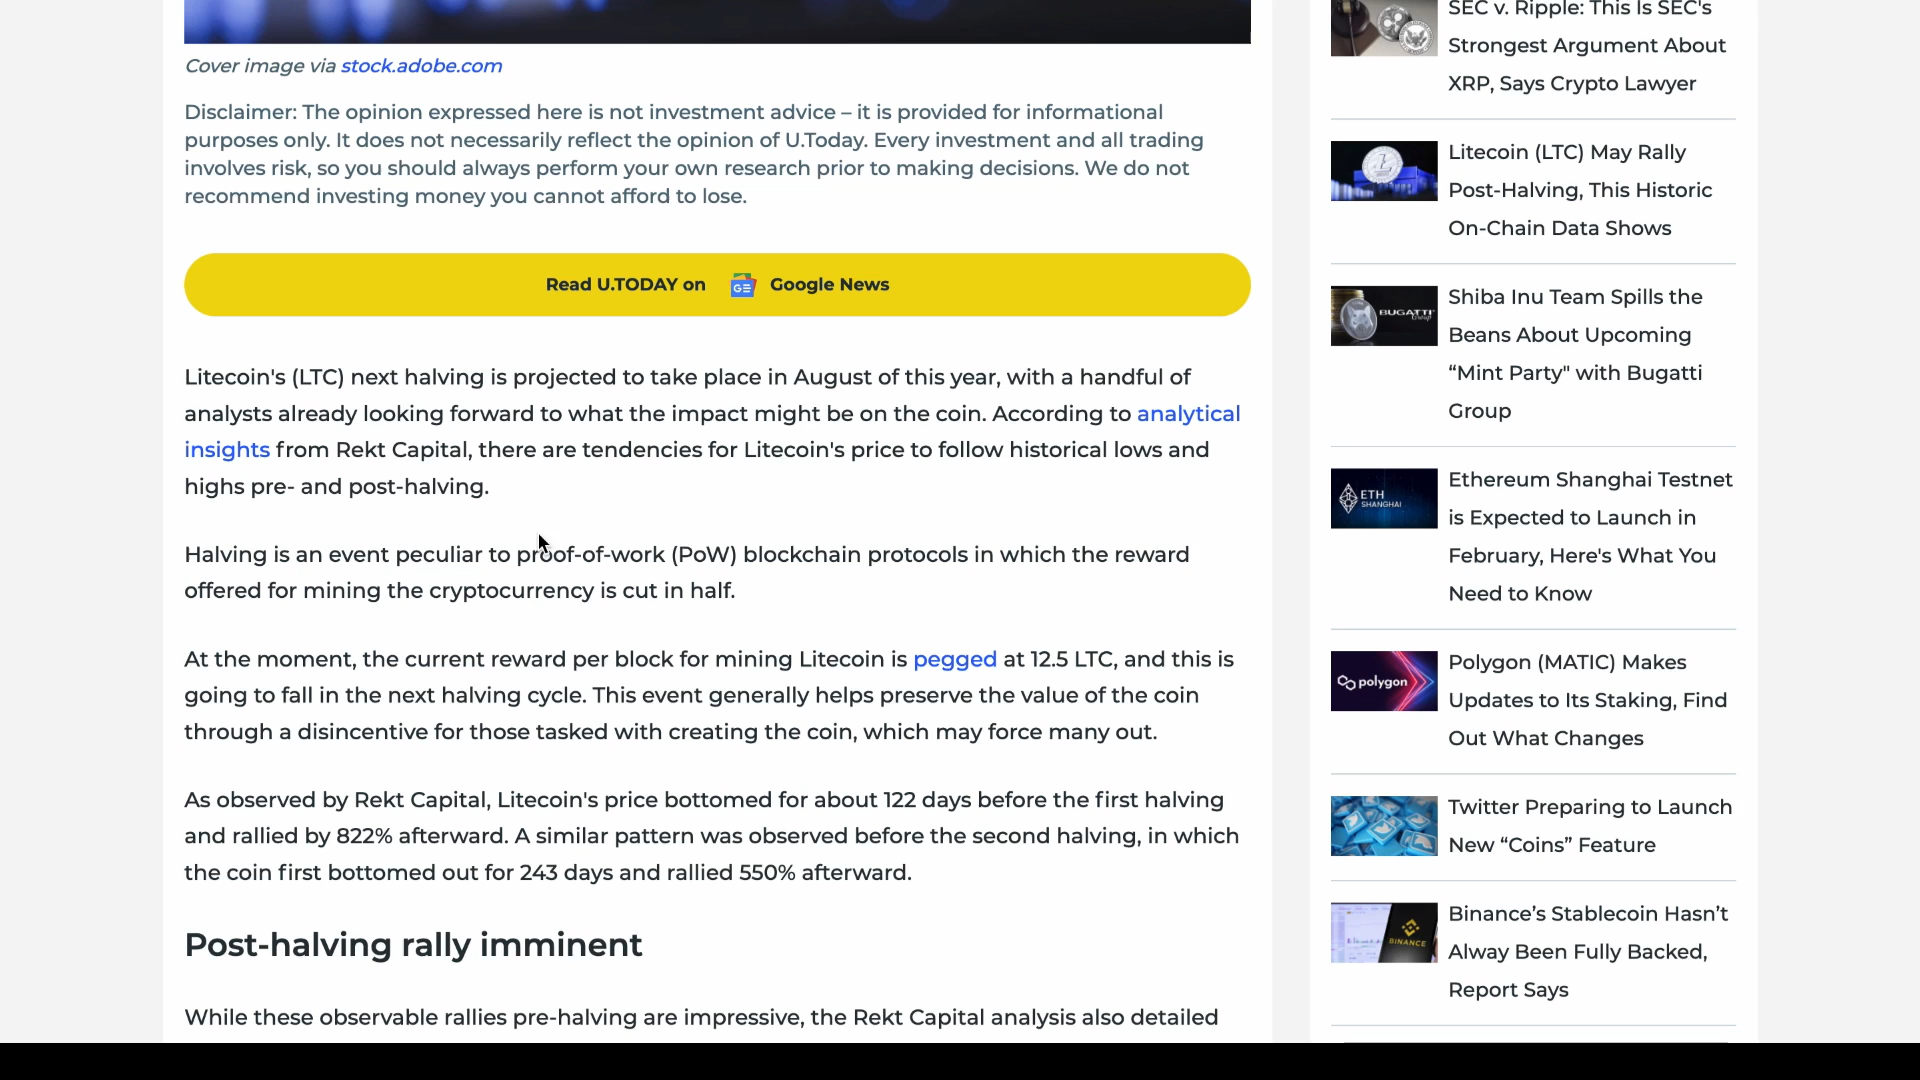 Cover image via stock.adobe.com
Disclaimer: The opinion expressed here is not investment advice – it is provided for informational
purposes only. It does not necessarily reflect the opinion of U.Today. Every investment and all trading
involves risk, so you should always perform your own research prior to making decisions. We do not
recommend investing money you cannot afford to lose.
Read U.TODAY on GE Google News
Litecoin's (LTC) next halving is projected to take place in August of this year, with a handful of
analysts already looking forward to what the impact might be on the coin. According to analytical
insights from Rekt Capital, there are tendencies for Litecoin's price to follow historical lows and
highs pre- and post-halving.
Halving is an event peculiar to proof-of-work (PoW) blockchain protocols in which the reward
offered for mining the cryptocurrency is cut in half.
At the moment, the current reward per block for mining Litecoin is pegged at 12.5 LTC, and this is
going to fall in the next halving cycle. This event generally helps preserve the value of the coin
through a disincentive for those tasked with creating the coin, which may force many out.
As observed by Rekt Capital, Litecoin's price bottomed for about 122 days before the first halving
and rallied by 822% afterward. A similar pattern was observed before the second halving, in which
the coin first bottomed out for 243 days and rallied 550% afterward.
Post-halving rally imminent
While these observable rallies pre-halving are impressive, the Rekt Capital analysis also detailed
SEC v. Ripple: This Is SEC's
Strongest Argument About
XRP, Says Crypto Lawyer
Litecoin (LTC) May Rally
Post-Halving, This Historic
On-Chain Data Shows
BUGATTI
Group
Shiba Inu Team Spills the
Beans About Upcoming
“Mint Party" with Bugatti
Group
ETH
SHANGHAI
Ethereum Shanghai Testnet
is Expected to Launch in
February, Here's What You
Need to Know
polygon
Polygon (MATIC) Makes
Updates to Its Staking, Find
Out What Changes
Twitter Preparing to Launch
New “Coins” Feature
BINANCE
Binance’s Stablecoin Hasn’t
Alway Been Fully Backed,
Report Says